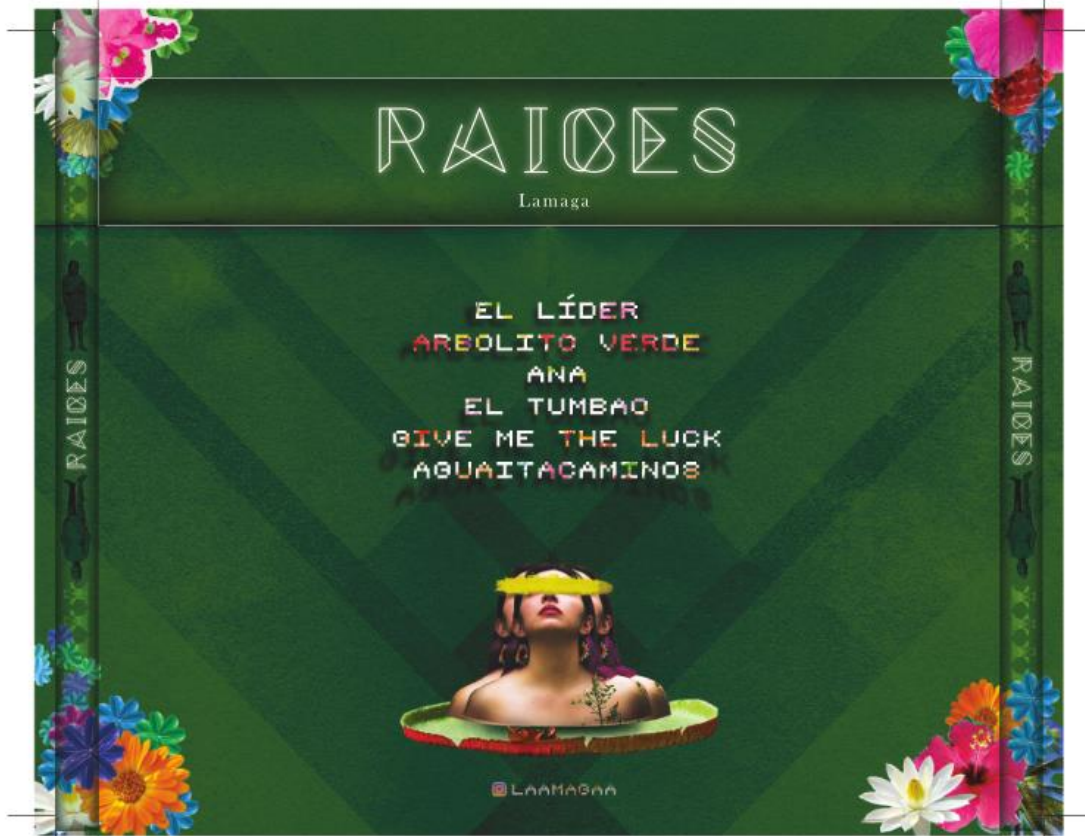 RAICES
Lamaga
EL LÍDER
ARBOLITO VERDE
ANA
EL TUMBAO
GIVE ME THE LUCK
AGUAITACAMINOS
RAICES
RAICES
@LAAMAGAA